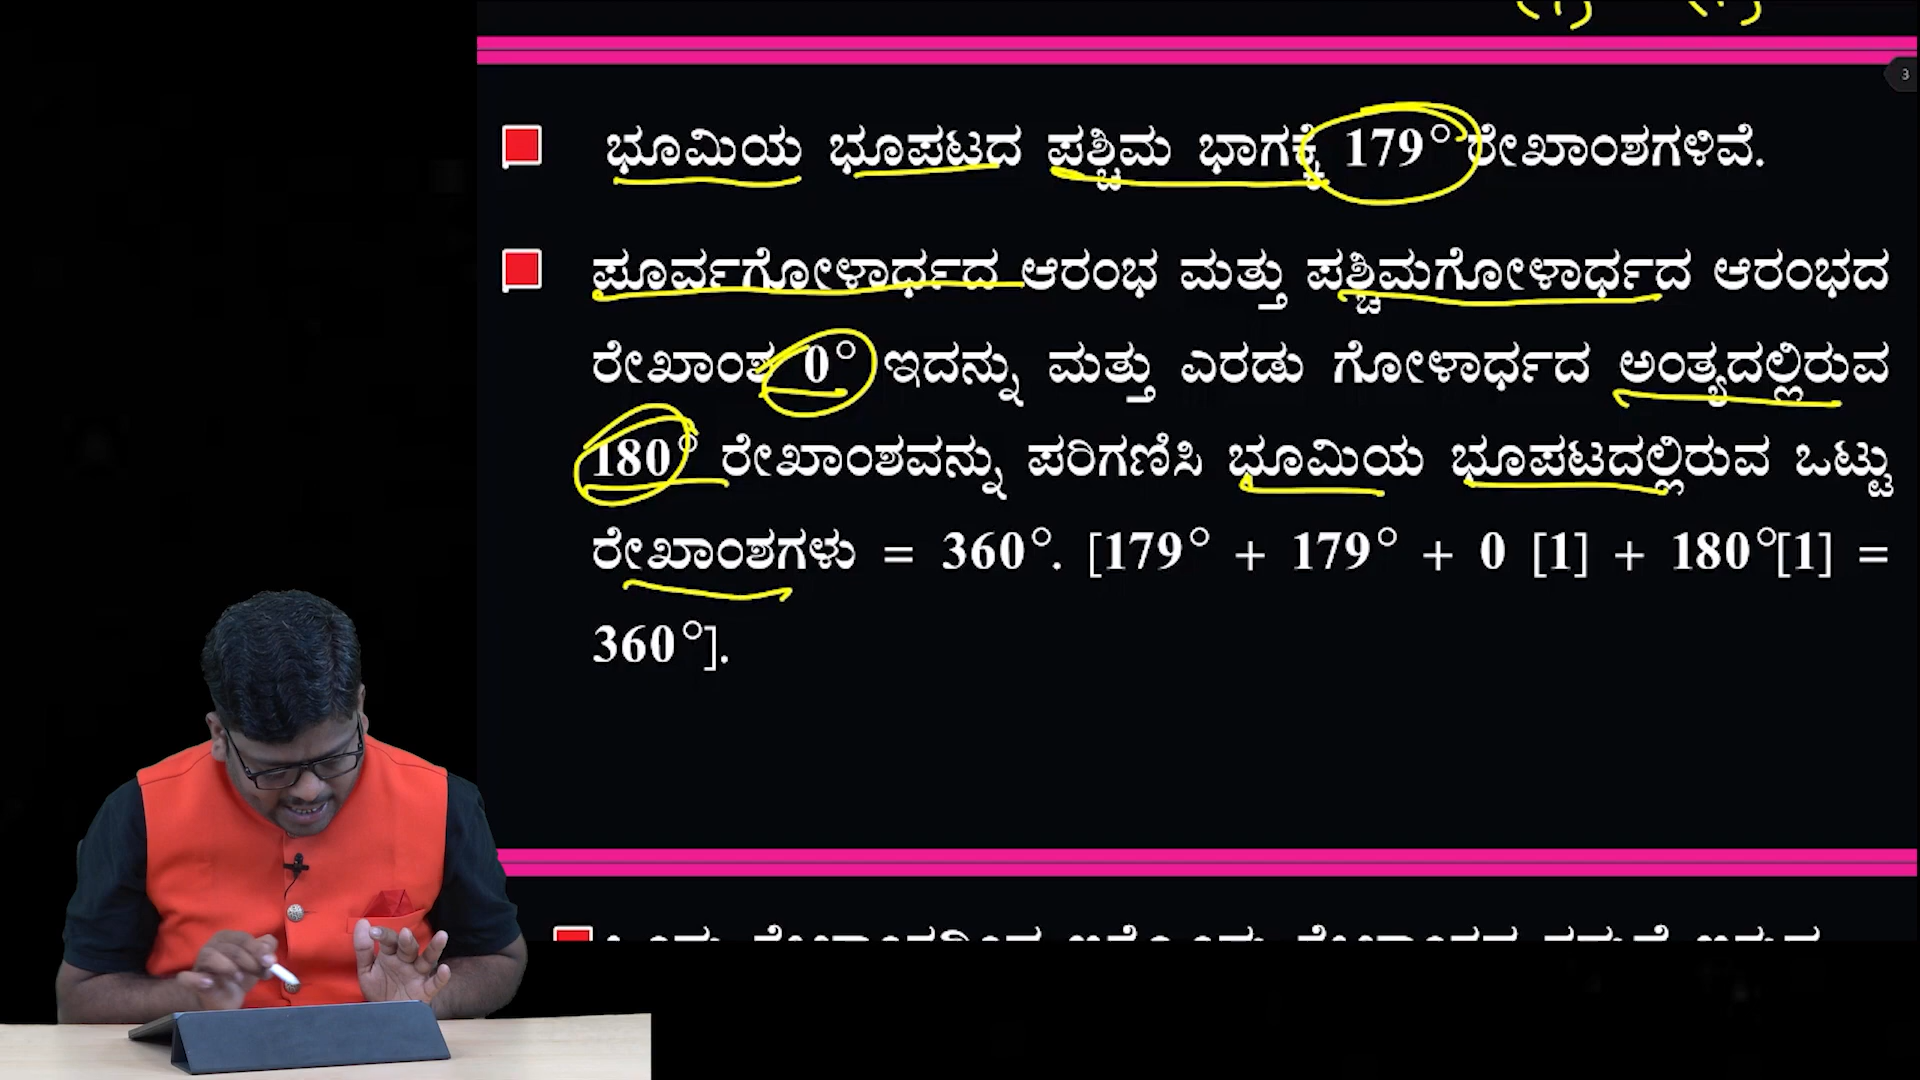 3
ಭೂಮಿಯ ಭೂಪಟದ ಪಶ್ಚಿಮ ಭಾಗಕ್ಕೆ 179° ರೇಖಾಂಶಗಳಿವೆ.
ಪೂರ್ವಗೋಳಾರ್ಧದ ಆರಂಭ ಮತ್ತು ಪಶ್ಚಿಮಗೋಳಾರ್ಧದ ಆರಂಭದ
ರೇಖಾಂಶ 0° ಇದನ್ನು ಮತ್ತು ಎರಡು ಗೋಳಾರ್ಧದ ಅಂತ್ಯದಲ್ಲಿರುವ
180° ರೇಖಾಂಶವನ್ನು ಪರಿಗಣಿಸಿ ಭೂಮಿಯ ಭೂಪಟದಲ್ಲಿರುವ ಒಟ್ಟು
ರೇಖಾಂಶಗಳು = 360°. [179° + 179° + 0 [1] + 180°[1] =
360°].